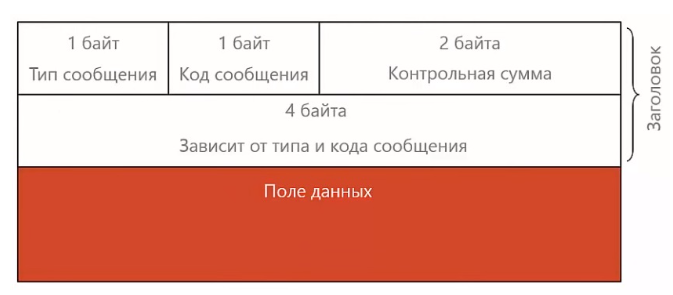 1 байт
Тип сообщения
1 байт
Код сообщения
2 байта
Контрольная сумма
4 байта
Зависит от типа и кода сообщения
Поле данных
Заголовок